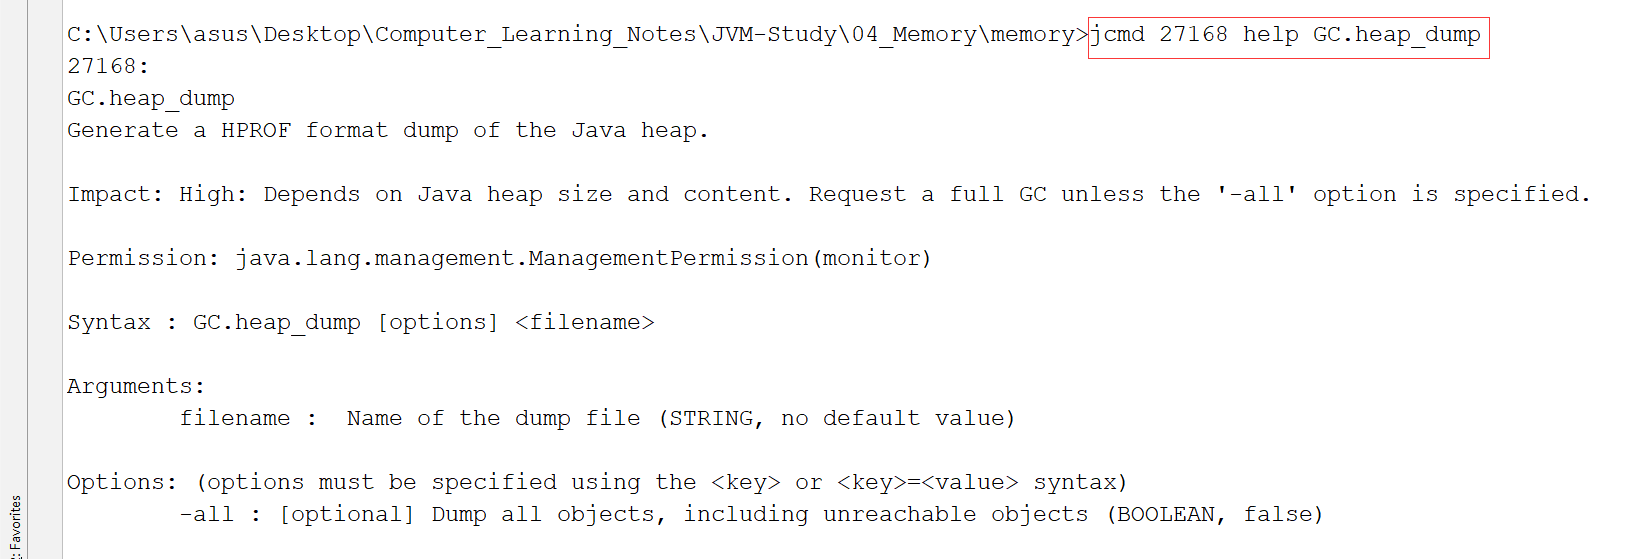 C:\Users\asus\Desktop\Computer_Learning_Notes\JVM-Study\04_Memory\memory>jcmd 27168 help GC.heap_dump
27168:
GC.heap_dump
Generate a HPROF format dump of the Java heap.
Impact: High: Depends on Java heap size and content. Request a full GC unless the '-all' option is specified.
Permission: java.lang.management.ManagementPermission(monitor)
Syntax : GC.heap_dump [options] <filename>
Arguments:
filename :  Name of the dump file (STRING, no default value)
Options: (options must be specified using the <key> or <key>=<value> syntax)
-all : [optional] Dump all objects, including unreachable objects (BOOLEAN, false)
: Favorites